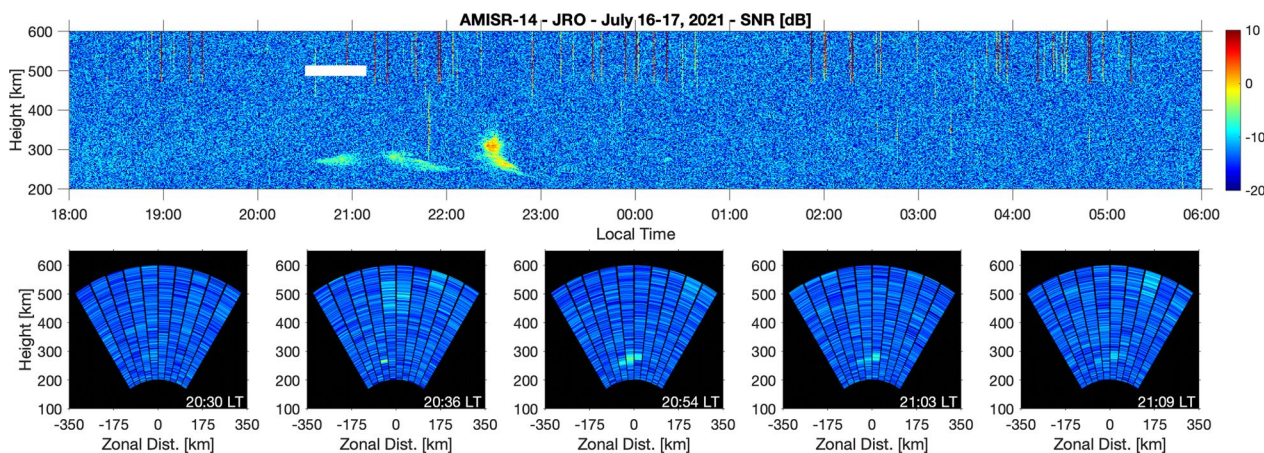 AMISR-14 - JRO - July 16-17, 2021 - SNR [dB]
Height [km]
600
500
400
300
200
18:00 19:00 20:00 21:00 22:00 23:00 00:00 01:00 02:00 03:00 04:00 05:00 06:00
Local Time
10
0
-10
-20
Height [km]
600
500
400
300
200
100
20:30 LT
-350 -175 0 175 350
Zonal Dist. [km]
600
500
400
300
200
100
20:36 LT
-350 -175 0 175 350
Zonal Dist. [km]
600
500
400
300
200
100
20:54 LT
-350 -175 0 175 350
Zonal Dist. [km]
600
500
400
300
200
100
21:03 LT
-350 -175 0 175 350
Zonal Dist. [km]
600
500
400
300
200
100
21:09 LT
-350 -175 0 175 350
Zonal Dist. [km]